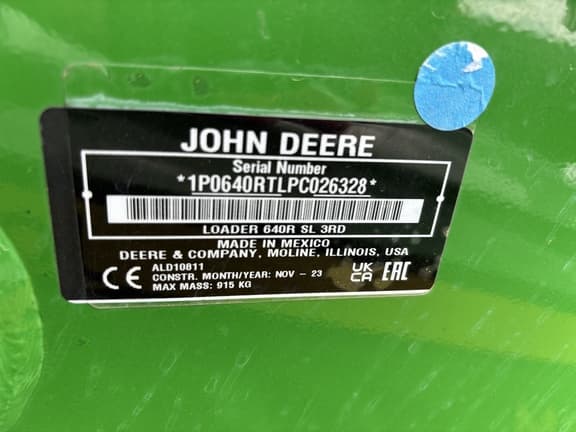 JOHN DEERE
Serial Number
*1P0640RTLPC026328*
LOADER 640R SL 3RD
MADE IN MEXICO
DEERE & COMPANY, MOLINE, ILLINOIS, USA
ALD10811
CONSTR. MONTH/YEAR: NOV - 23
MAX MASS: 915 KG
CE
UK
CA
EAC